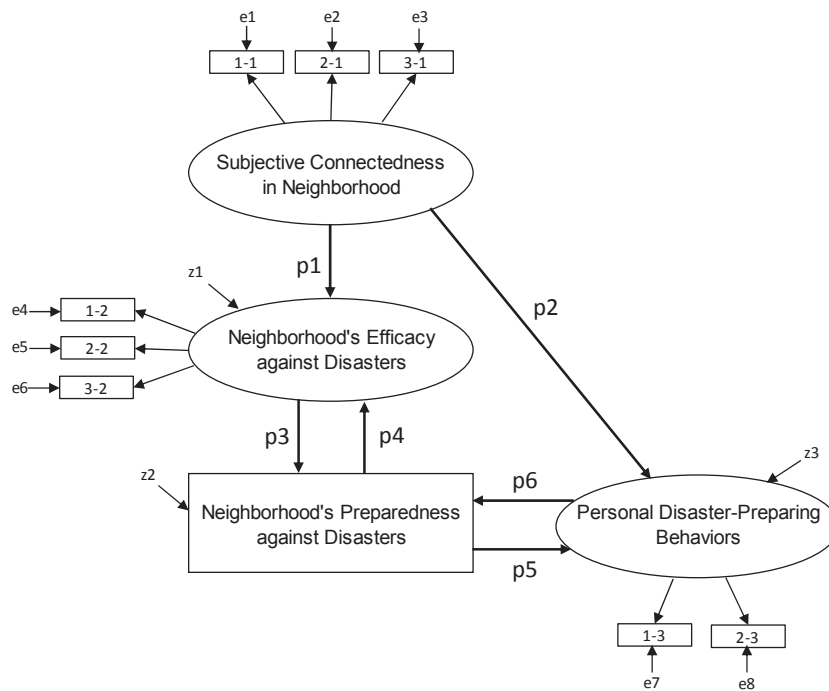 e1 e2 e3
1-1 2-1 3-1
Subjective Connectedness
in Neighborhood
p1
p2
z1
e4 1-2
e5 2-2
e6 3-2
Neighborhood's Efficacy
against Disasters
p3 p4
z2
z3
Neighborhood's Preparedness
against Disasters
p6
p5
Personal Disaster-Preparing
Behaviors
1-3 2-3
e7 e8